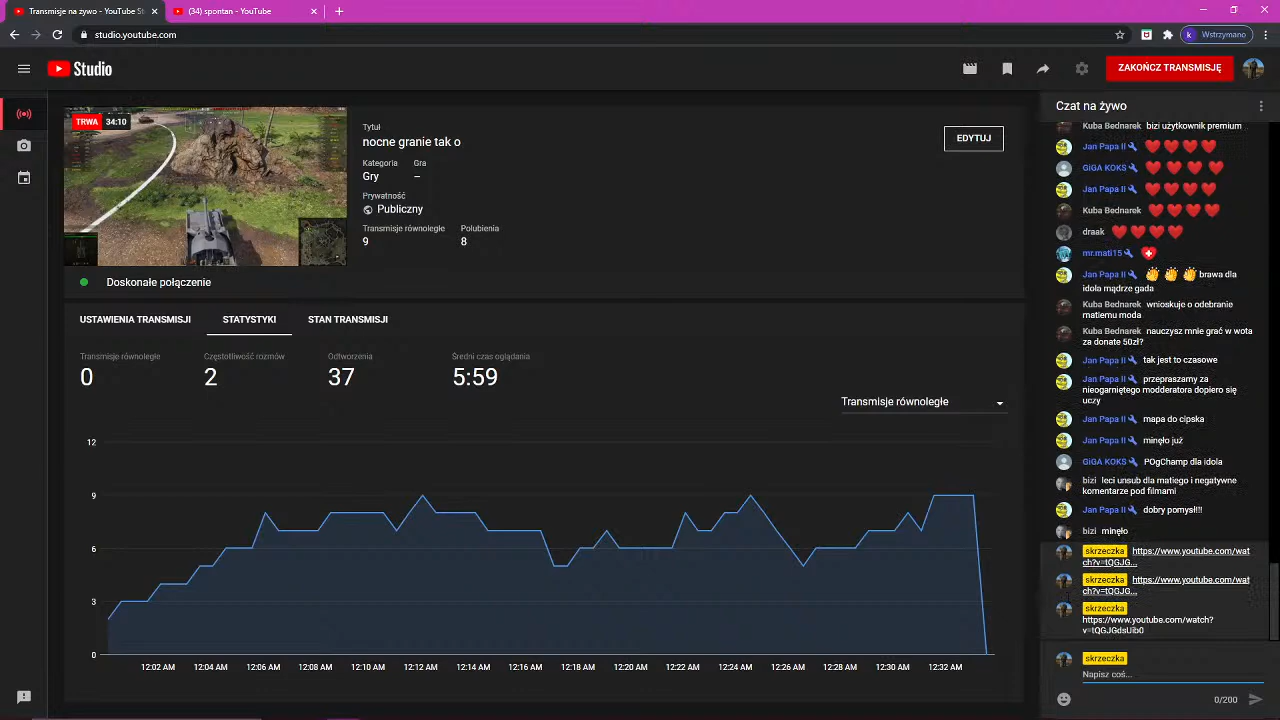 Transmisje na żywo - YouTube St
(34) spontan - YouTube
studio.youtube.com
k
Wstrzymano
Studio
ZAKOŃCZ TRANSMISJĘ
TRWA 34:10
Tytuł
nocne granie tak o
EDYTUJ
Kategoria Gra
Gry –
Prywatność
Publiczny
Transmisje równoległe Polubienia
9 8
Doskonałe połączenie
USTAWIENIA TRANSMISJI STATYSTYKI STAN TRANSMISJI
Transmisje równoległe Częstotliwość rozmów Odtworzenia Średni czas oglądania
0 2 37 5:59
Transmisje równoległe
12
9
6
3
0
12:02 AM 12:04 AM 12:06 AM 12:08 AM 12:10 AM 12:12 AM 12:14 AM 12:16 AM 12:18 AM 12:20 AM 12:22 AM 12:24 AM 12:26 AM 12:28 AM 12:30 AM 12:32 AM
Czat na żywo
Kuba Bednarek bizi użytkownik premium
Jan Papa II
GiGA KOKS
Jan Papa II
Kuba Bednarek
draak
mr.mati15
Jan Papa II brawa dla
idola mądrze gada
Kuba Bednarek wnioskuje o odebranie
matiemu moda
Kuba Bednarek nauczysz mnie grać w wota
za donate 50zł?
Jan Papa II tak jest to czasowe
Jan Papa II przepraszamy za
nieogarniętego modderatora dopiero się
uczy
Jan Papa II mapa do cipska
Jan Papa II minęło już
GiGA KOKS POgChamp dla idola
bizi leci unsub dla matiego i negatywne
komentarze pod filmami
Jan Papa II dobry pomysł!!!
bizi minęło
skrzeczka https://www.youtube.com/wat
ch?v=tQGJG...
skrzeczka https://www.youtube.com/wat
ch?v=tQGJG...
skrzeczka
https://www.youtube.com/watch?
v=tQGJGdsUib0
skrzeczka
Napisz coś...
0/200